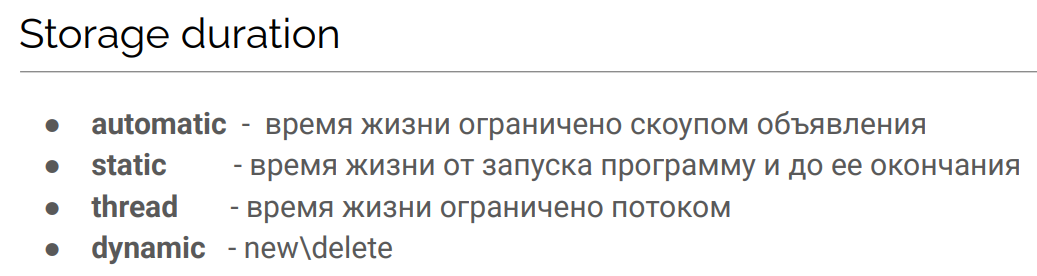 Storage duration
● automatic - время жизни ограничено скоупом объявления
● static - время жизни от запуска программу и до ее окончания
● thread - время жизни ограничено потоком
● dynamic - new\delete